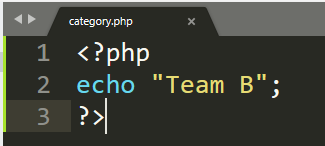 category.php ×
1 <?php
2 echo "Team B";
3 ?>